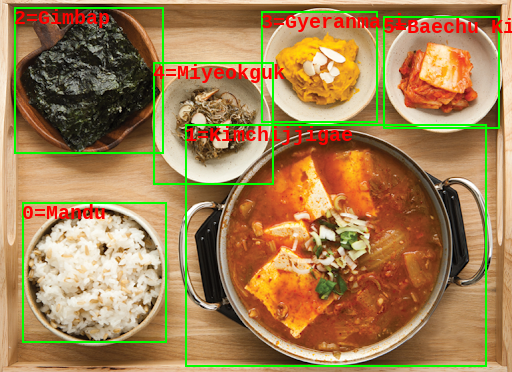 2=Gimbap
3=Gyeranma
5=Baechu Ki
4=Miyeokguk
1=Kimchijjigae
0=Mandu